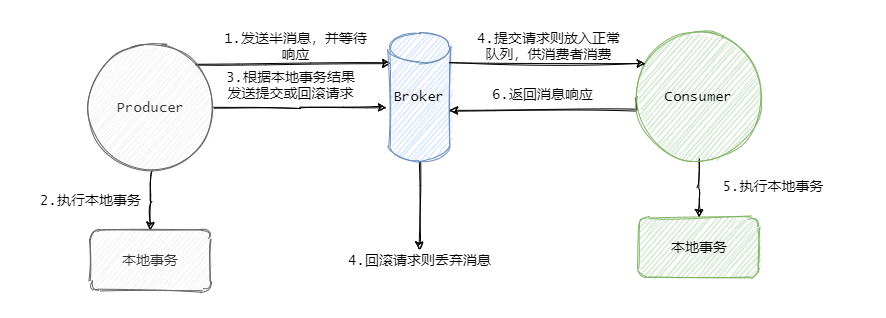 1.发送半消息，并等待
响应
4.提交请求则放入正常
队列，供消费者消费
3.根据本地事务结果
发送提交或回滚请求
Producer
Broker
Consumer
6.返回消息响应
2.执行本地事务
5.执行本地事务
本地事务
4.回滚请求则丢弃消息
本地事务